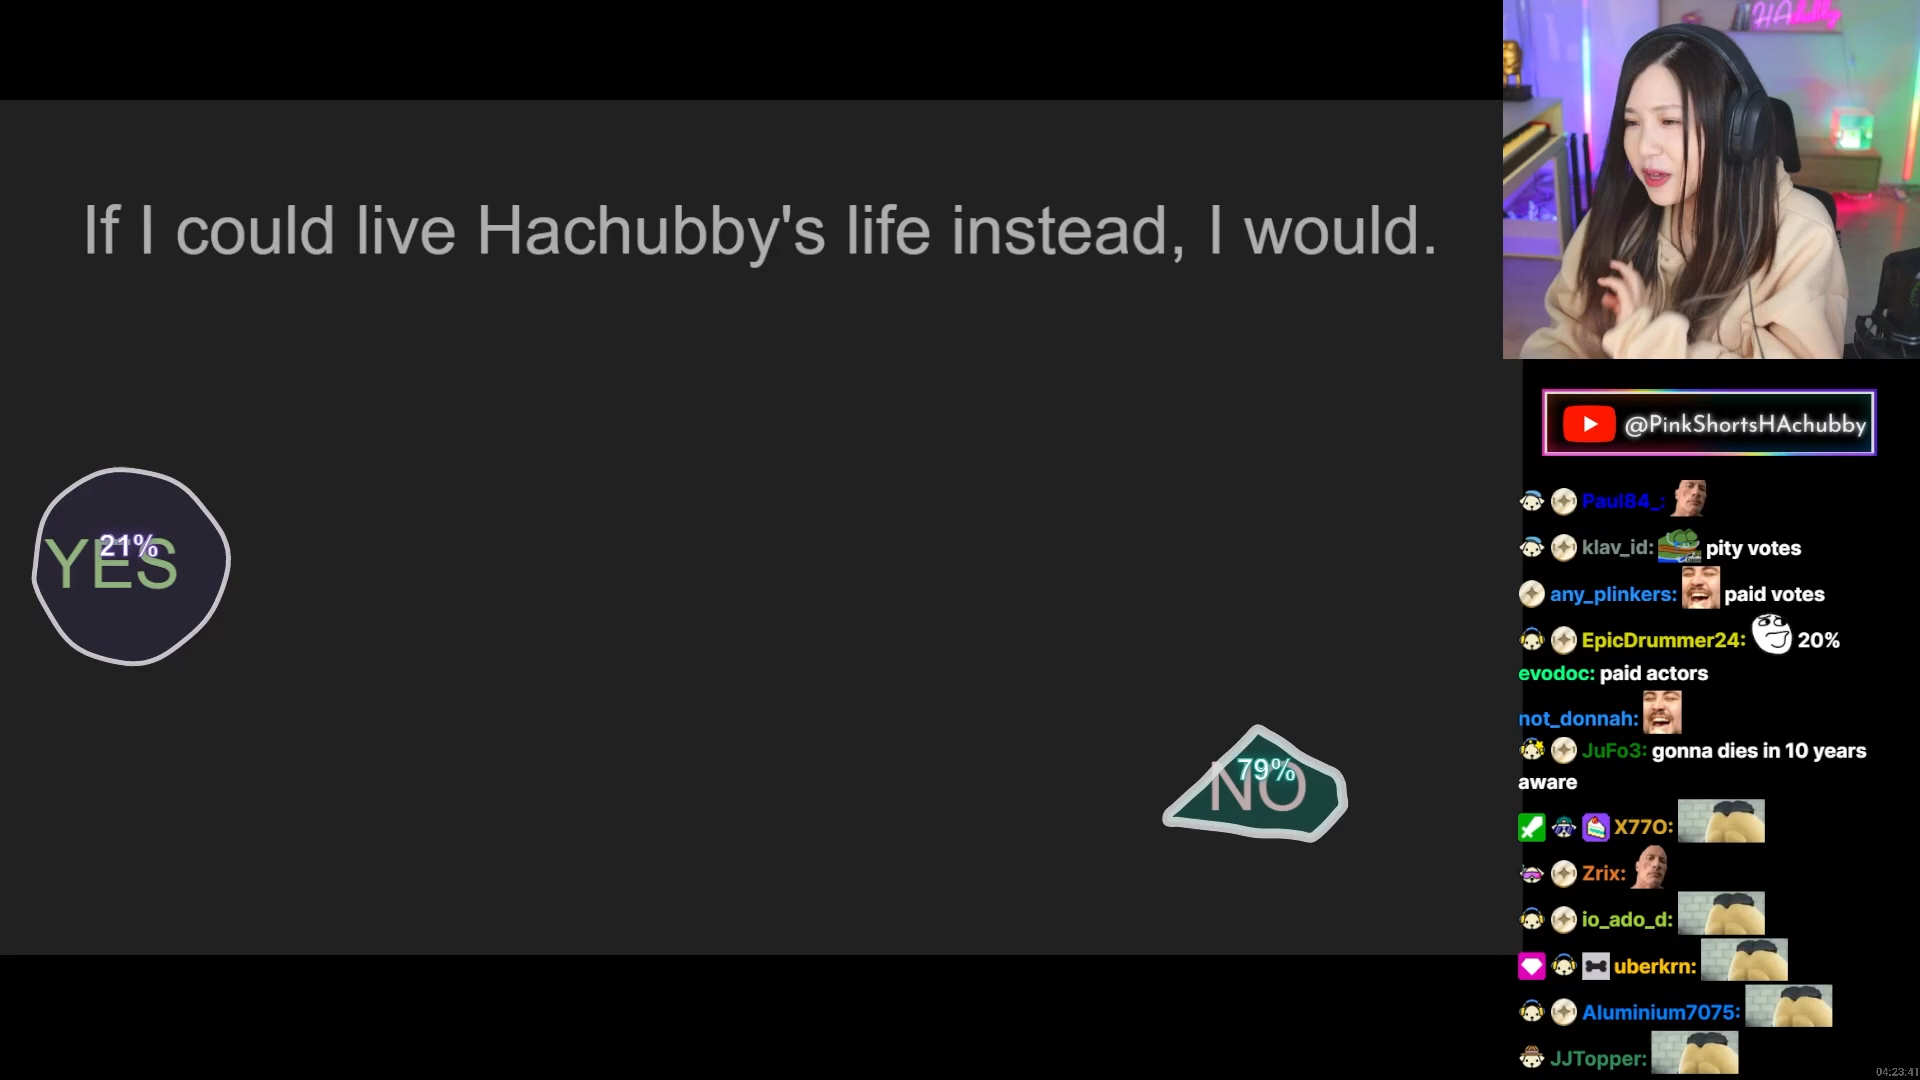 HAchubby
If I could live Hachubby's life instead, I would.
@PinkShortsHAchubby
YES
21%
NO
79%
Paul84_:
klav_id: pity votes
any_plinkers: paid votes
EpicDrummer24: 20%
evodoc: paid actors
not_donnah:
JuFo3: gonna dies in 10 years
aware
X77O:
Zrix:
io_ado_d:
uberkrn:
Aluminium7075:
JJTopper:
04:23:41